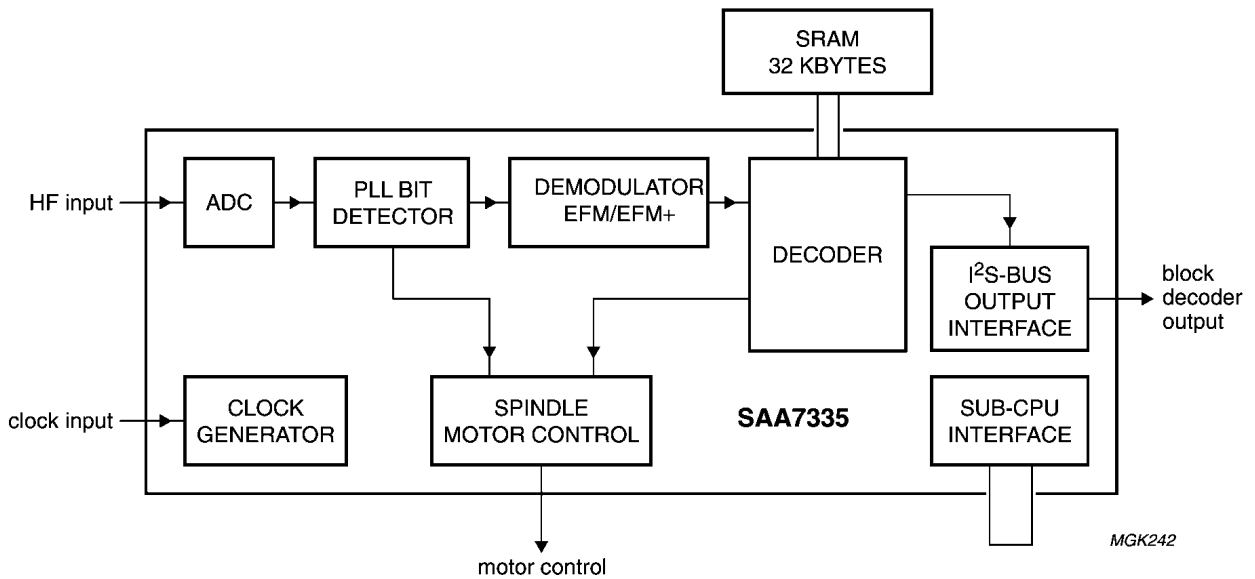 SRAM
32 KBYTES
HF input
ADC
PLL BIT
DETECTOR
DEMODULATOR
EFM/EFM+
DECODER
I²S-BUS
OUTPUT
INTERFACE
block
decoder
output
clock input
CLOCK
GENERATOR
SPINDLE
MOTOR CONTROL
SAA7335
SUB-CPU
INTERFACE
motor control
MGK242